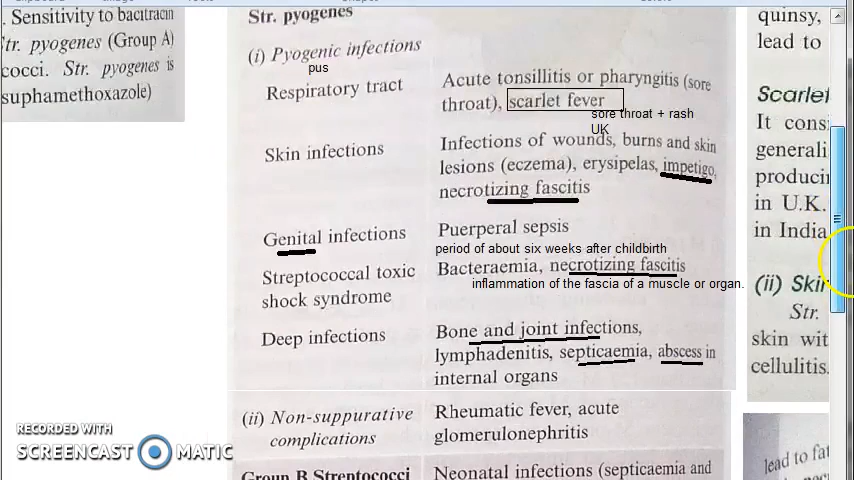 . Sensitivity to bacitracin
Str. pyogenes (Group A)
cocci. Str. pyogenes is
suphamethoxazole)
Str. pyogenes
(i) Pyogenic infections
pus
Respiratory tract
Acute tonsillitis or pharyngitis (sore
throat), scarlet fever
sore throat + rash
UK
Skin infections
Infections of wounds, burns and skin
lesions (eczema), erysipelas, impetigo,
necrotizing fascitis
Genital infections
Puerperal sepsis
period of about six weeks after childbirth
Streptococcal toxic
shock syndrome
Bacteraemia, necrotizing fascitis
inflammation of the fascia of a muscle or organ.
Deep infections
Bone and joint infections,
lymphadenitis, septicaemia, abscess in
internal organs
(ii) Non-suppurative
complications
Rheumatic fever, acute
glomerulonephritis
Group B Streptococci
Neonatal infections (septicaemia and
quinsy,
lead to
Scarlet
It cons
generali
produci
in U.K.
in India
(ii) Skin
Str.
skin wit
cellulitis.
lead to fat
RECORDED WITH
SCREENCAST MATIC